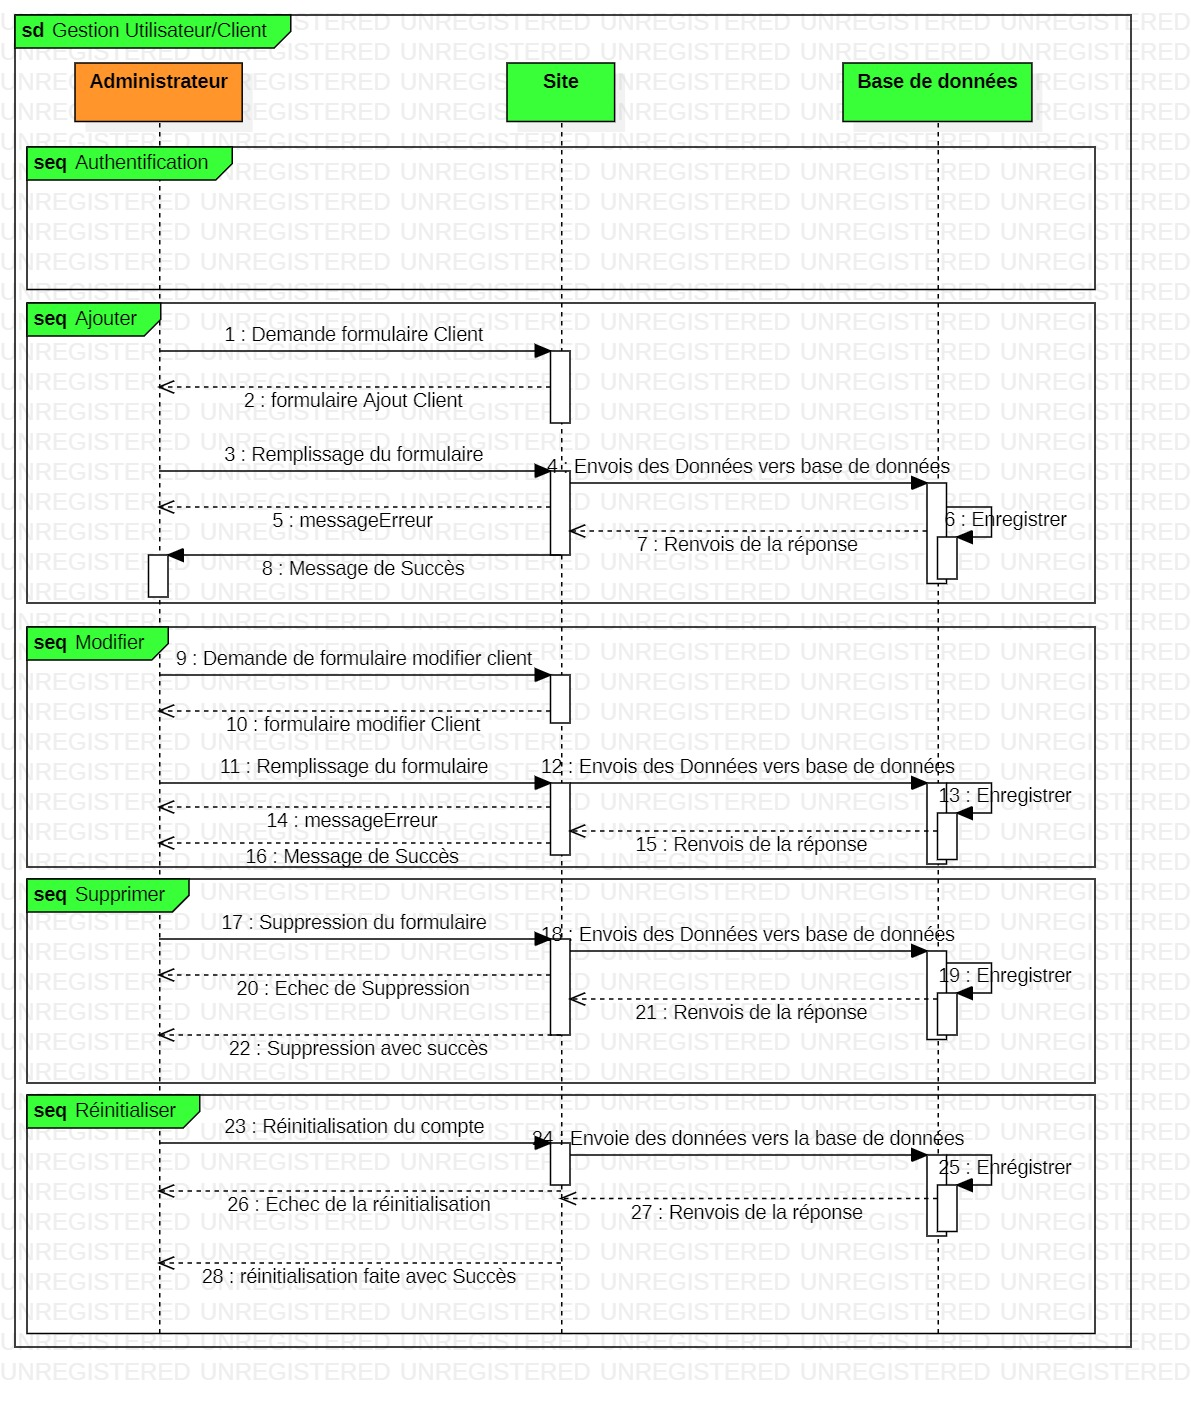 sd Gestion Utilisateur/Client
Administrateur
Site
Base de données
seq Authentification
seq Ajouter
1 : Demande formulaire Client
2 : formulaire Ajout Client
3 : Remplissage du formulaire
4 : Envois des Données vers base de données
5 : messageErreur
6 : Enregistrer
7 : Renvois de la réponse
8 : Message de Succès
seq Modifier
9 : Demande de formulaire modifier client
10 : formulaire modifier Client
11 : Remplissage du formulaire
12 : Envois des Données vers base de données
13 : Enregistrer
14 : messageErreur
15 : Renvois de la réponse
16 : Message de Succès
seq Supprimer
17 : Suppression du formulaire
18 : Envois des Données vers base de données
19 : Enregistrer
20 : Echec de Suppression
21 : Renvois de la réponse
22 : Suppression avec succès
seq Réinitialiser
23 : Réinitialisation du compte
24 : Envoie des données vers la base de données
25 : Enrégistrer
26 : Echec de la réinitialisation
27 : Renvois de la réponse
28 : réinitialisation faite avec Succès
UNREGISTERED UNREGISTERED UNREGISTERED UNREGISTERED UNREGISTERED UNREGISTERED